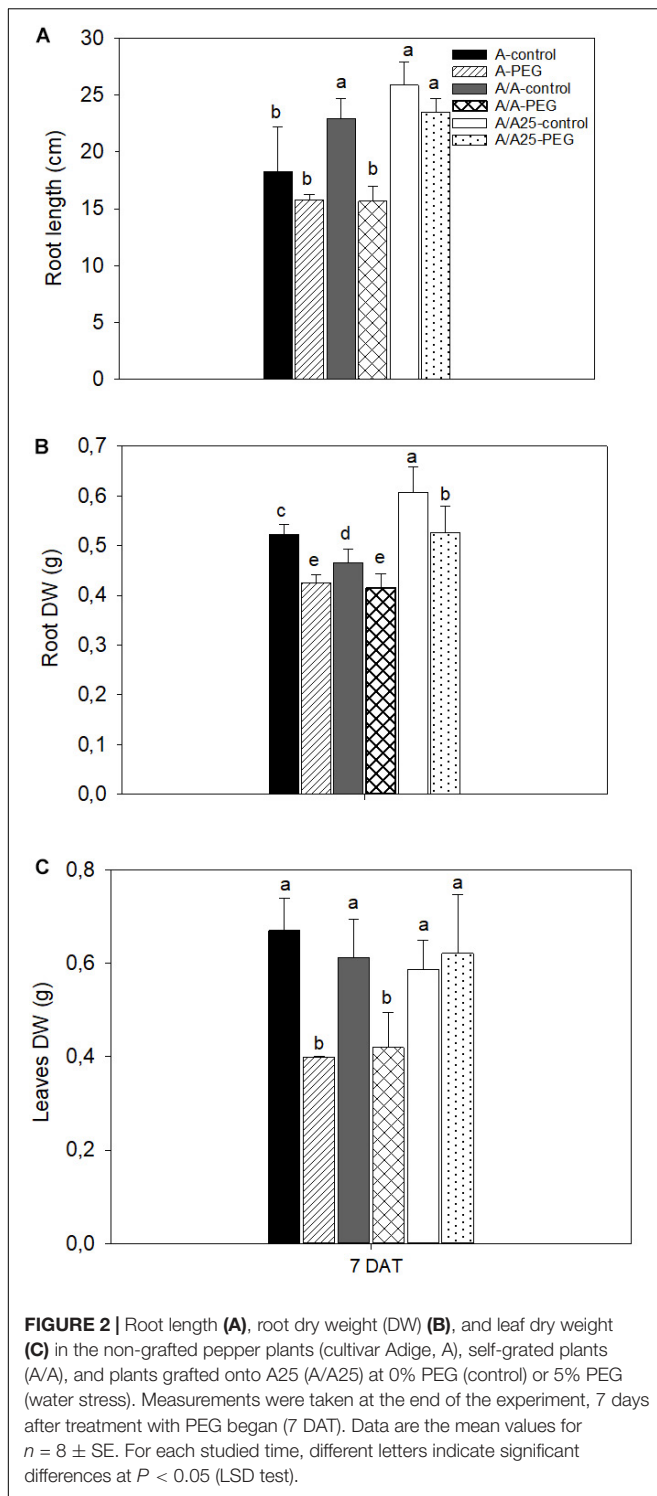 A
30
25
20
15
10
5
0
Root length (cm)
b
b
a
b
a
a
A-control
A-PEG
A/A-control
A/A-PEG
A/A25-control
A/A25-PEG
B
0,7
0,6
0,5
0,4
0,3
0,2
0,1
0,0
Root DW (g)
c
e
d
e
a
b
C
0,8
0,6
0,4
0,2
0,0
Leaves DW (g)
a
b
a
b
a
a
7 DAT
FIGURE 2 | Root length (A), root dry weight (DW) (B), and leaf dry weight
(C) in the non-grafted pepper plants (cultivar Adige, A), self-grated plants
(A/A), and plants grafted onto A25 (A/A25) at 0% PEG (control) or 5% PEG
(water stress). Measurements were taken at the end of the experiment, 7 days
after treatment with PEG began (7 DAT). Data are the mean values for
n = 8 ± SE. For each studied time, different letters indicate significant
differences at P < 0.05 (LSD test).